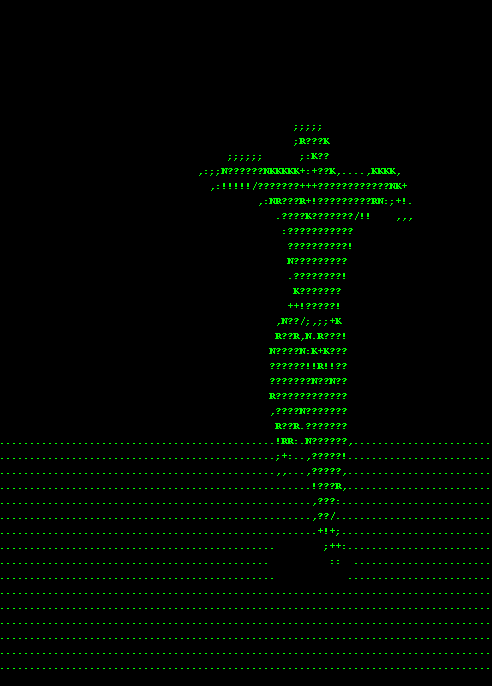 ;;;;;
;R???K
;;;;;;      ;:K??
,:;;N??????NKKKKK+:+??K,....,KKKK,
,:!!!!!/???????+++????????????NK+
,:NR???R+!?????????RN:;+!.
.????K???????/!!    ,,,
:???????????
??????????!
N?????????
.????????!
K???????
++!?????!
,N??/;,;;+K
R??R,N.R???!
N????N:K+K???
??????!!R!!??
???????N??N??
R????????????
,????N???????
R??R.???????
..............................................!RR:.N??????,.......................
..............................................;+:..,?????!........................
..............................................,,...,?????,........................
....................................................!???R,........................
....................................................,???:.........................
....................................................,??/..........................
.....................................................+!+;.........................
..............................................        ;++:........................
.............................................          ::  .......................
..............................................            ........................
..................................................................................
..................................................................................
..................................................................................
..................................................................................
..................................................................................
..................................................................................